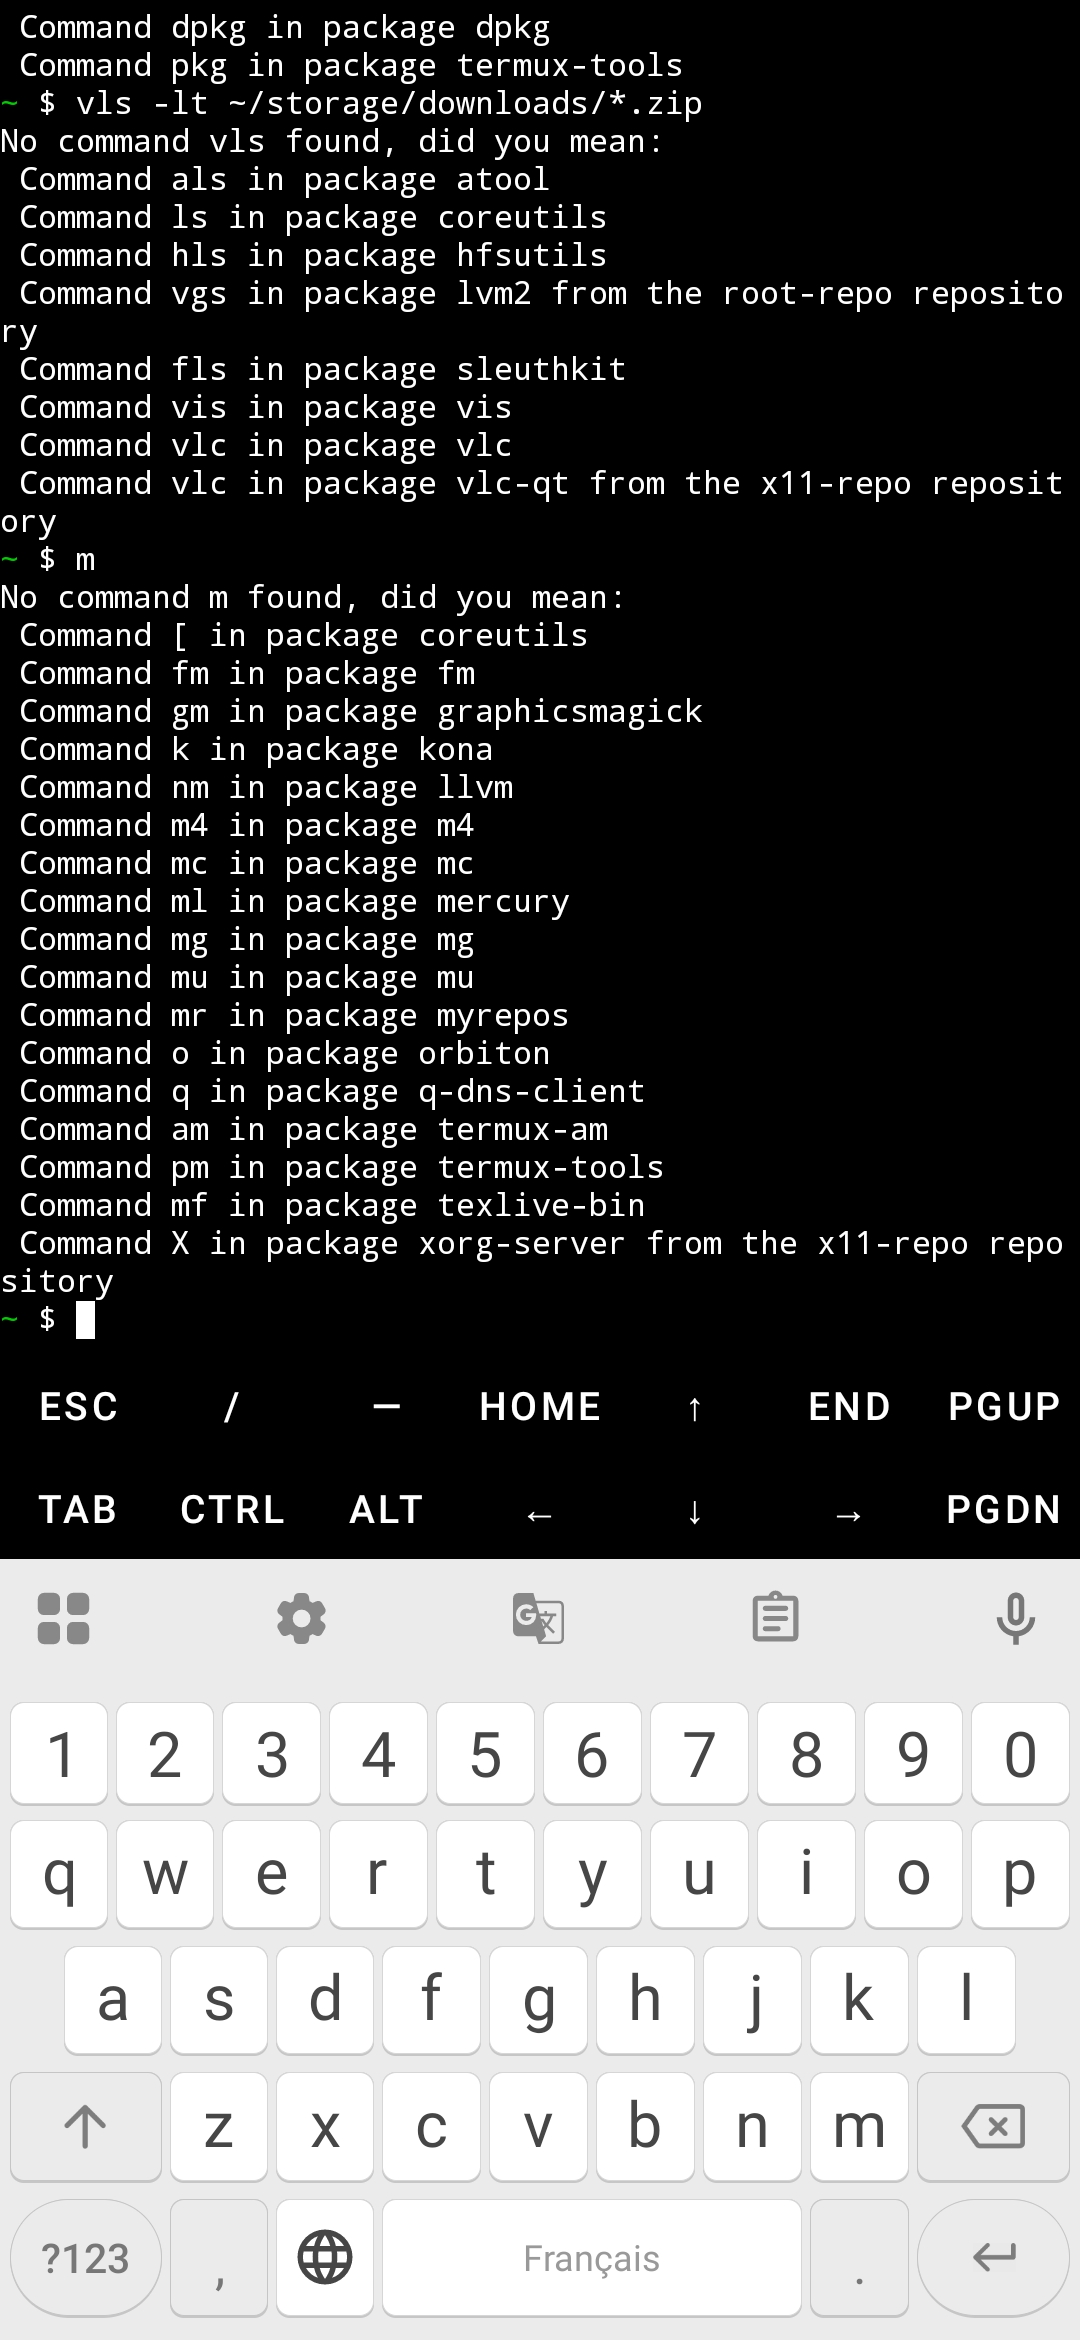 Command dpkg in package dpkg
Command pkg in package termux-tools
~ $ vls -lt ~/storage/downloads/*.zip
No command vls found, did you mean:
Command als in package atool
Command ls in package coreutils
Command hls in package hfsutils
Command vgs in package lvm2 from the root-repo reposito
ry
Command fls in package sleuthkit
Command vis in package vis
Command vlc in package vlc
Command vlc in package vlc-qt from the x11-repo reposit
ory
~ $ m
No command m found, did you mean:
Command [ in package coreutils
Command fm in package fm
Command gm in package graphicsmagick
Command k in package kona
Command nm in package llvm
Command m4 in package m4
Command mc in package mc
Command ml in package mercury
Command mg in package mg
Command mu in package mu
Command mr in package myrepos
Command o in package orbiton
Command q in package q-dns-client
Command am in package termux-am
Command pm in package termux-tools
Command mf in package texlive-bin
Command X in package xorg-server from the x11-repo repo
sitory
~ $
ESC / — HOME ↑ END PGUP
TAB CTRL ALT ← ↓ → PGDN
G 文
1 2 3 4 5 6 7 8 9 0
q w e r t y u i o p
a s d f g h j k l
z x c v b n m
?123 , Français .